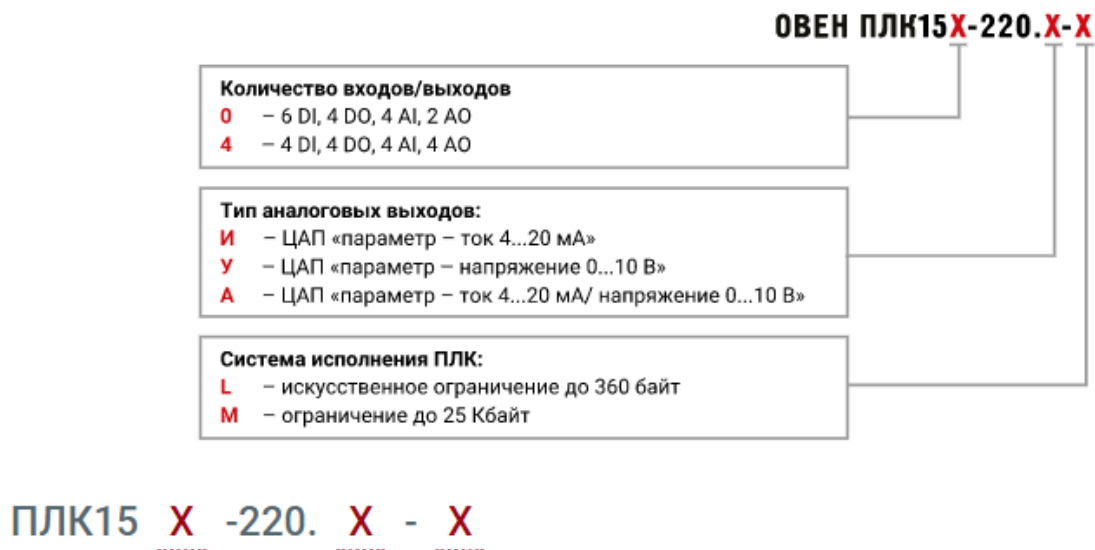 ОВЕН ПЛК15Х-220.Х-Х
Количество входов/выходов
0 – 6 DI, 4 DO, 4 AI, 2 AO
4 – 4 DI, 4 DO, 4 AI, 4 AO
Тип аналоговых выходов:
И – ЦАП «параметр – ток 4...20 мА»
У – ЦАП «параметр – напряжение 0...10 В»
А – ЦАП «параметр – ток 4...20 мА/ напряжение 0...10 В»
Система исполнения ПЛК:
L – искусственное ограничение до 360 байт
M – ограничение до 25 Кбайт
ПЛК15 Х -220. Х - Х